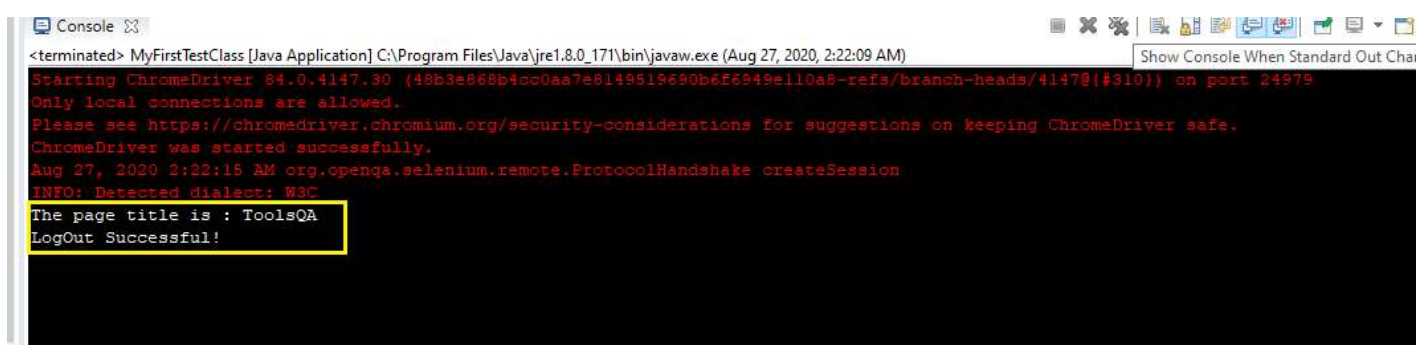 Console
<terminated> MyFirstTestClass [Java Application] C:\Program Files\Java\jre1.8.0_171\bin\javaw.exe (Aug 27, 2020, 2:22:09 AM)
Show Console When Standard Out Char
Starting ChromeDriver 84.0.4147.30 (48b3e868b4cc0aa7e8149519690b6f6949e110a8-refs/branch-heads/4147@{#310}) on port 24979
Only local connections are allowed.
Please see https://chromedriver.chromium.org/security-considerations for suggestions on keeping ChromeDriver safe.
ChromeDriver was started successfully.
Aug 27, 2020 2:22:15 AM org.openqa.selenium.remote.ProtocolHandshake createSession
INFO: Detected dialect: W3C
The page title is : ToolsQA
LogOut Successful!